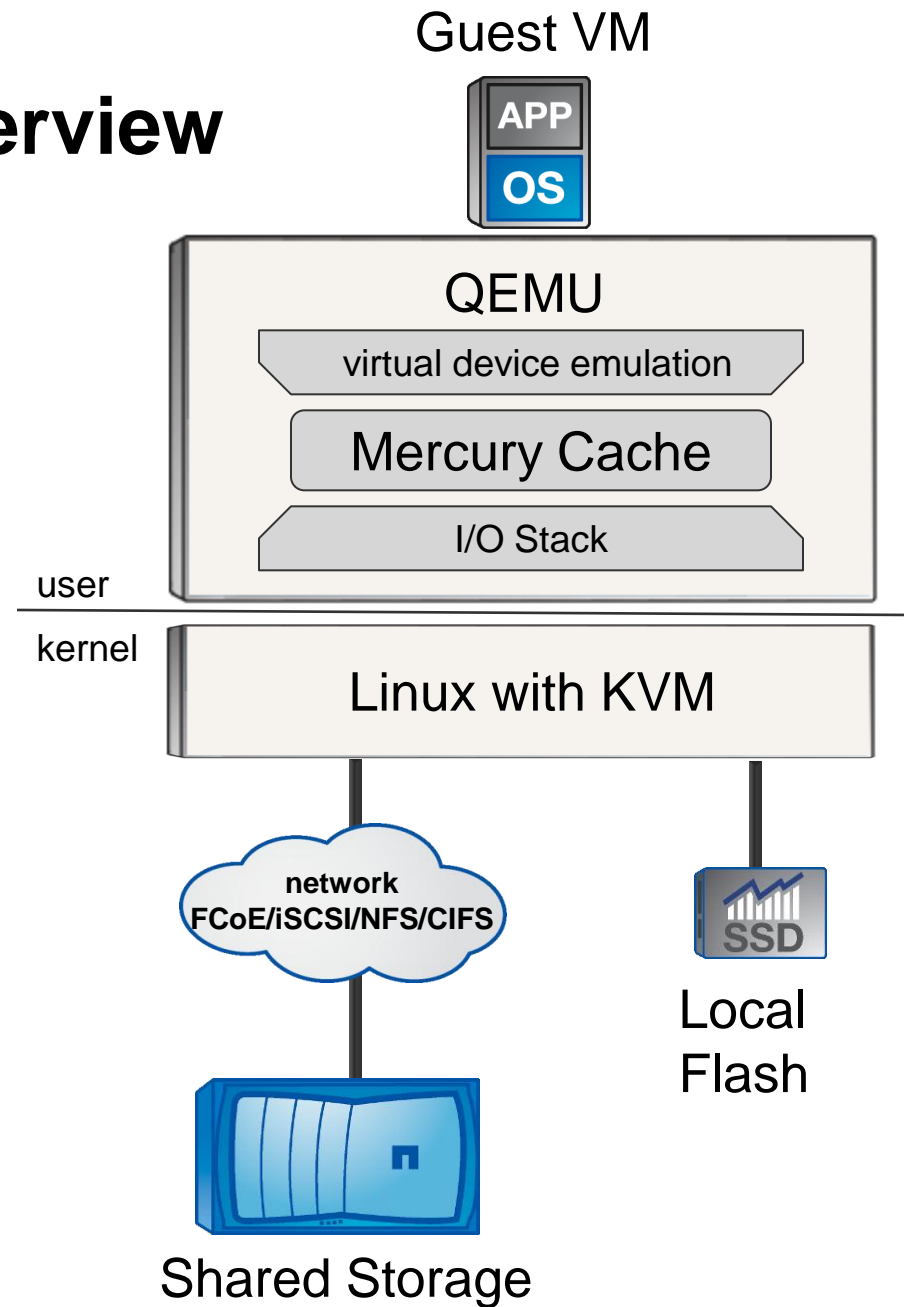 Guest VM
erview
APP
OS
QEMU
virtual device emulation
Mercury Cache
I/O Stack
user
kernel
Linux with KVM
network
FCoE/iSCSI/NFS/CIFS
SSD
Local
Flash
Shared Storage